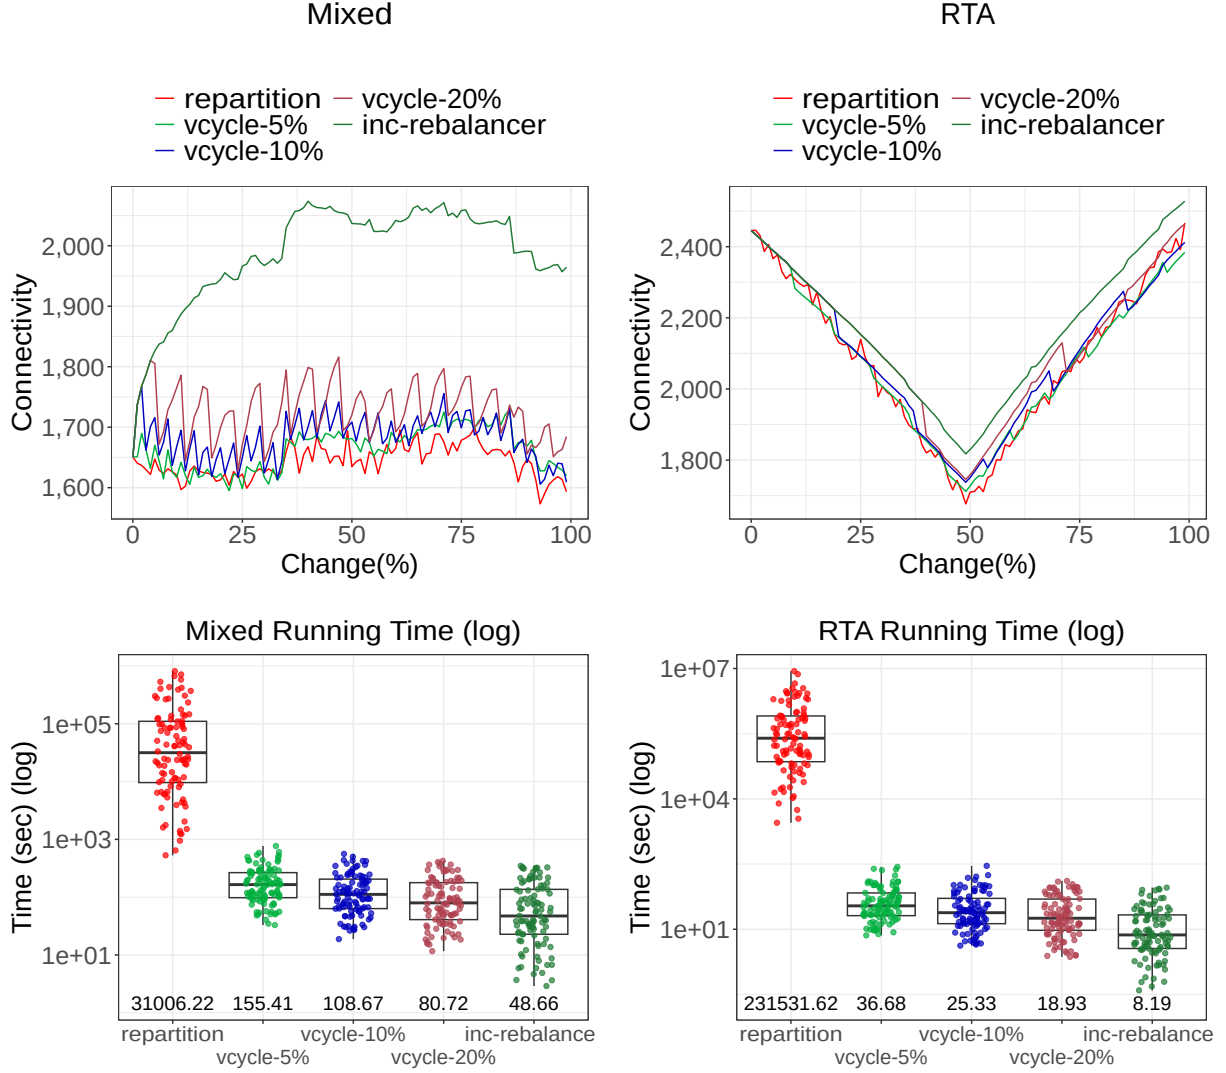 Mixed
RTA
repartition
vcycle-20%
vcycle-5%
inc-rebalancer
vcycle-10%
repartition
vcycle-20%
vcycle-5%
inc-rebalancer
vcycle-10%
Connectivity
2,000
1,900
1,800
1,700
1,600
0 25 50 75 100
Change(%)
Connectivity
2,400
2,200
2,000
1,800
0 25 50 75 100
Change(%)
Mixed Running Time (log)
Time (sec) (log)
1e+05
1e+03
1e+01
31006.22 155.41 108.67 80.72 48.66
repartition vcycle-10% inc-rebalance
vcycle-5% vcycle-20%
RTA Running Time (log)
Time (sec) (log)
1e+07
1e+04
1e+01
231531.62 36.68 25.33 18.93 8.19
repartition vcycle-10% inc-rebalance
vcycle-5% vcycle-20%